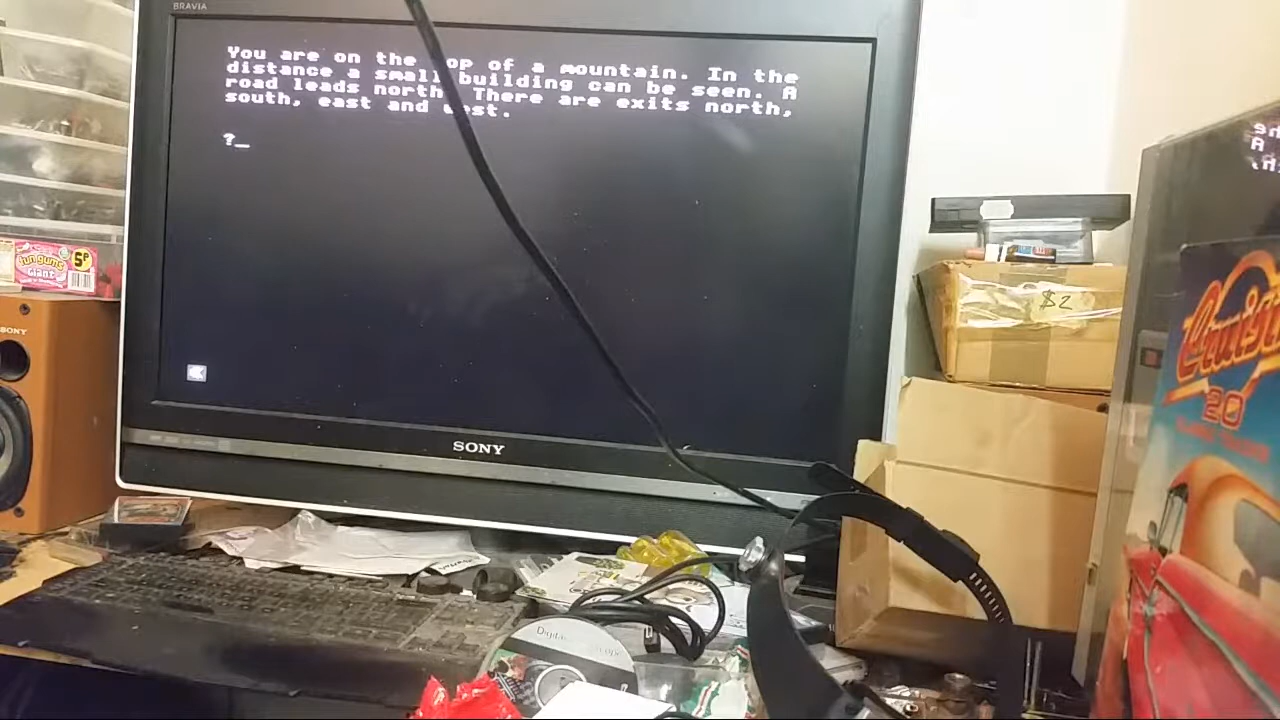 BRAVIA
You are on the top of a mountain. In the
distance a small building can be seen. A
road leads north. There are exits north,
south, east and west.
?_
SONY
fun gums
Giant
5p
SONY
$2
20